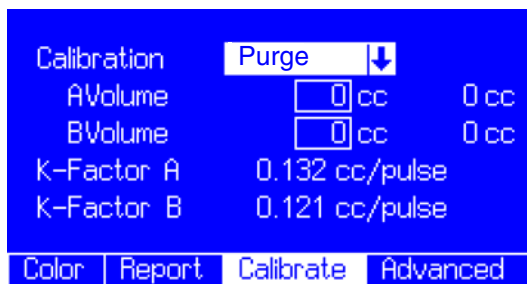 Calibration Purge
AVolume 0 cc 0 cc
BVolume 0 cc 0 cc
K-Factor A 0.132 cc/pulse
K-Factor B 0.121 cc/pulse
Color Report Calibrate Advanced